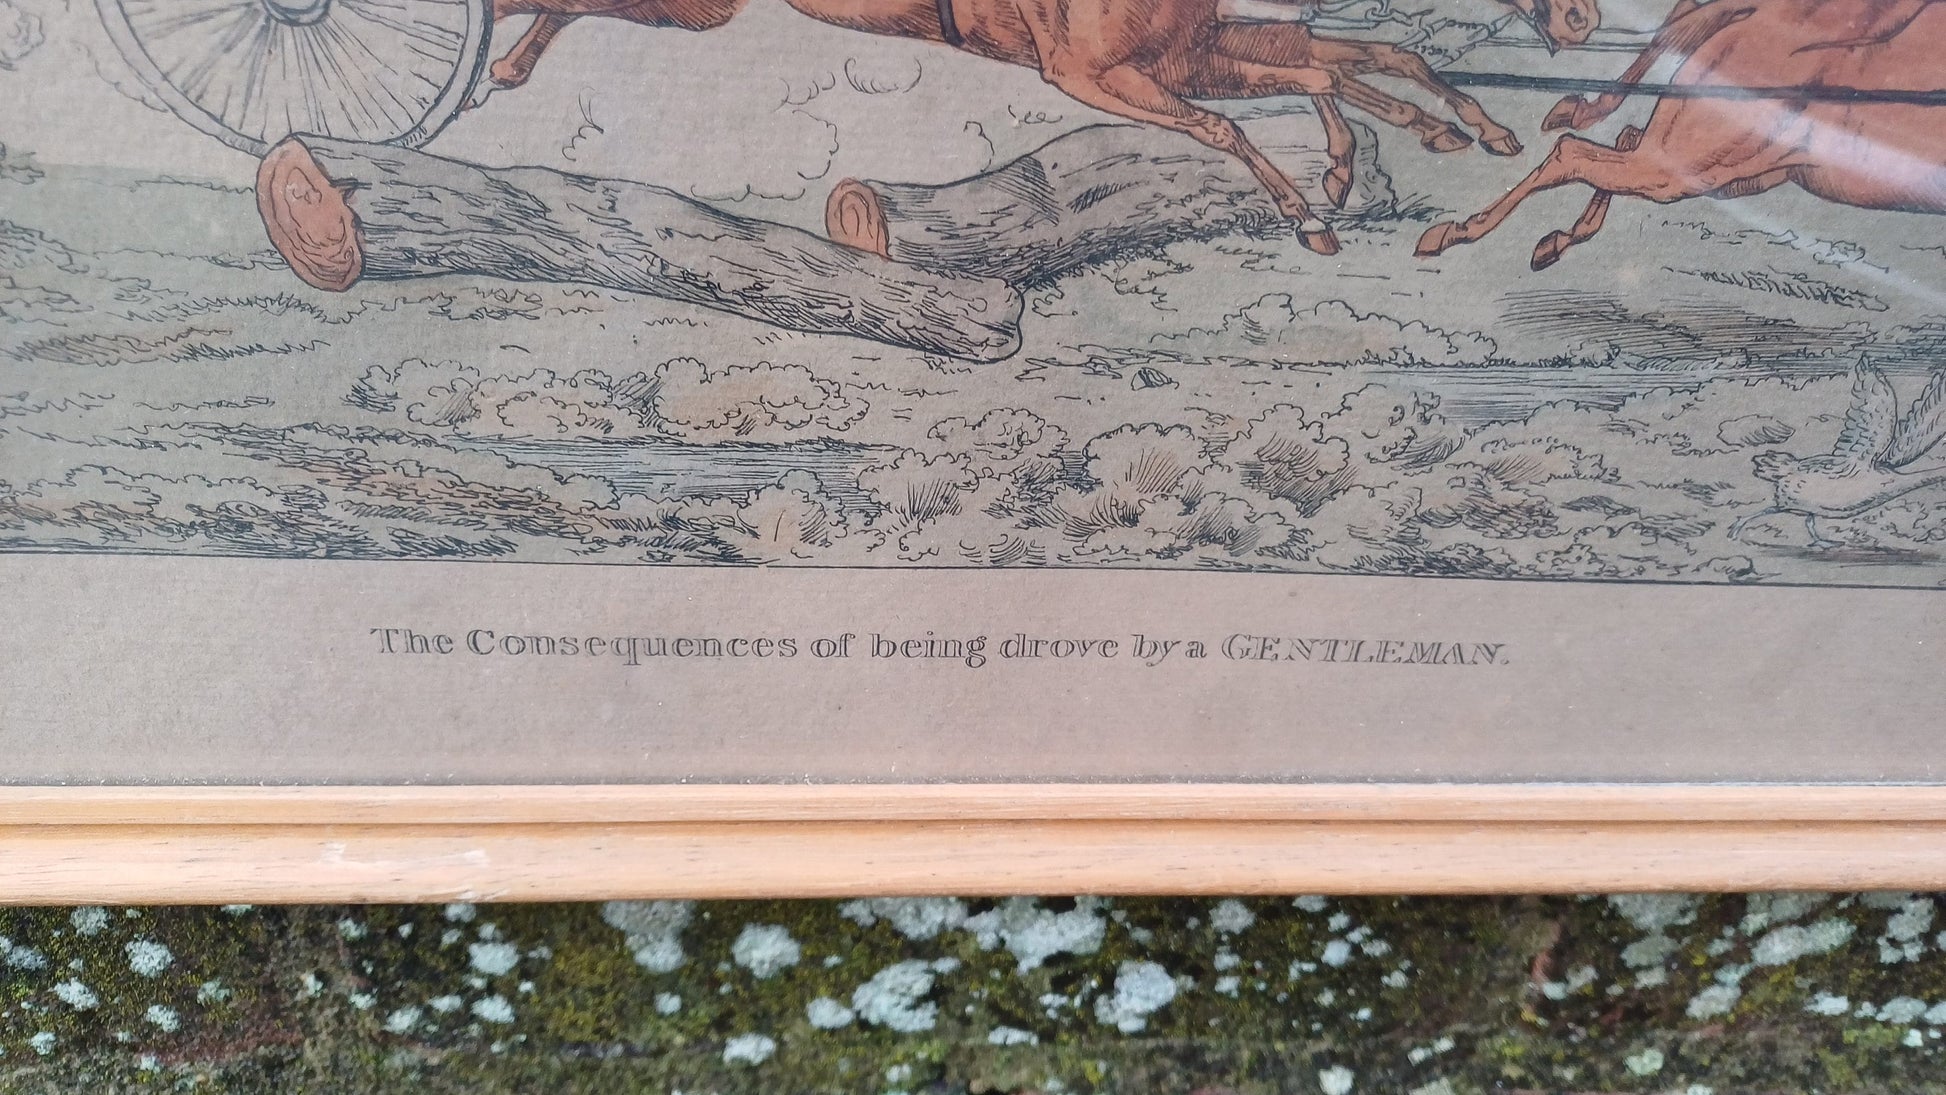 The Consequences of being drove by a GENTLEMAN.